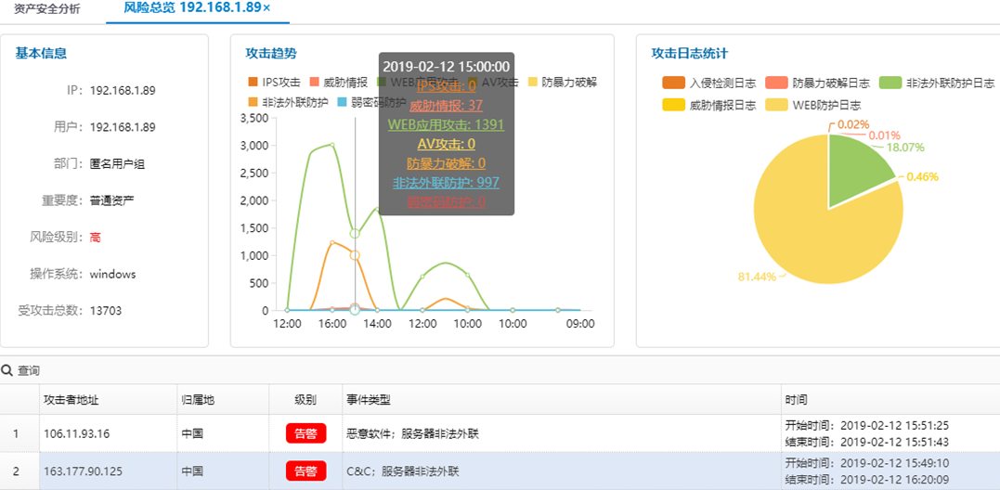 资产安全分析
风险总览 192.168.1.89×
基本信息
IP: 192.168.1.89
用户: 192.168.1.89
部门: 匿名用户组
重要度: 普通资产
风险级别: 高
操作系统: windows
受攻击总数: 13703
攻击趋势
IPS攻击 威胁情报 WEB应用攻击 AV攻击 防暴力破解
非法外联防护 弱密码防护
2019-02-12 15:00:00
IPS攻击: 0
威胁情报: 37
WEB应用攻击: 1391
AV攻击: 0
防暴力破解: 0
非法外联防护: 997
弱密码防护: 0
3,500
3,000
2,500
2,000
1,500
1,000
500
0
12:00 16:00 14:00 12:00 10:00 10:00 09:00
攻击日志统计
入侵检测日志 防暴力破解日志 非法外联防护日志
威胁情报日志 WEB防护日志
0.02%
0.01%
18.07%
0.46%
81.44%
查询
攻击者地址 归属地 级别 事件类型 时间
1 106.11.93.16 中国 告警 恶意软件；服务器非法外联 开始时间: 2019-02-12 15:51:25
结束时间: 2019-02-12 15:51:43
2 163.177.90.125 中国 告警 C&C；服务器非法外联 开始时间: 2019-02-12 15:49:10
结束时间: 2019-02-12 16:20:09